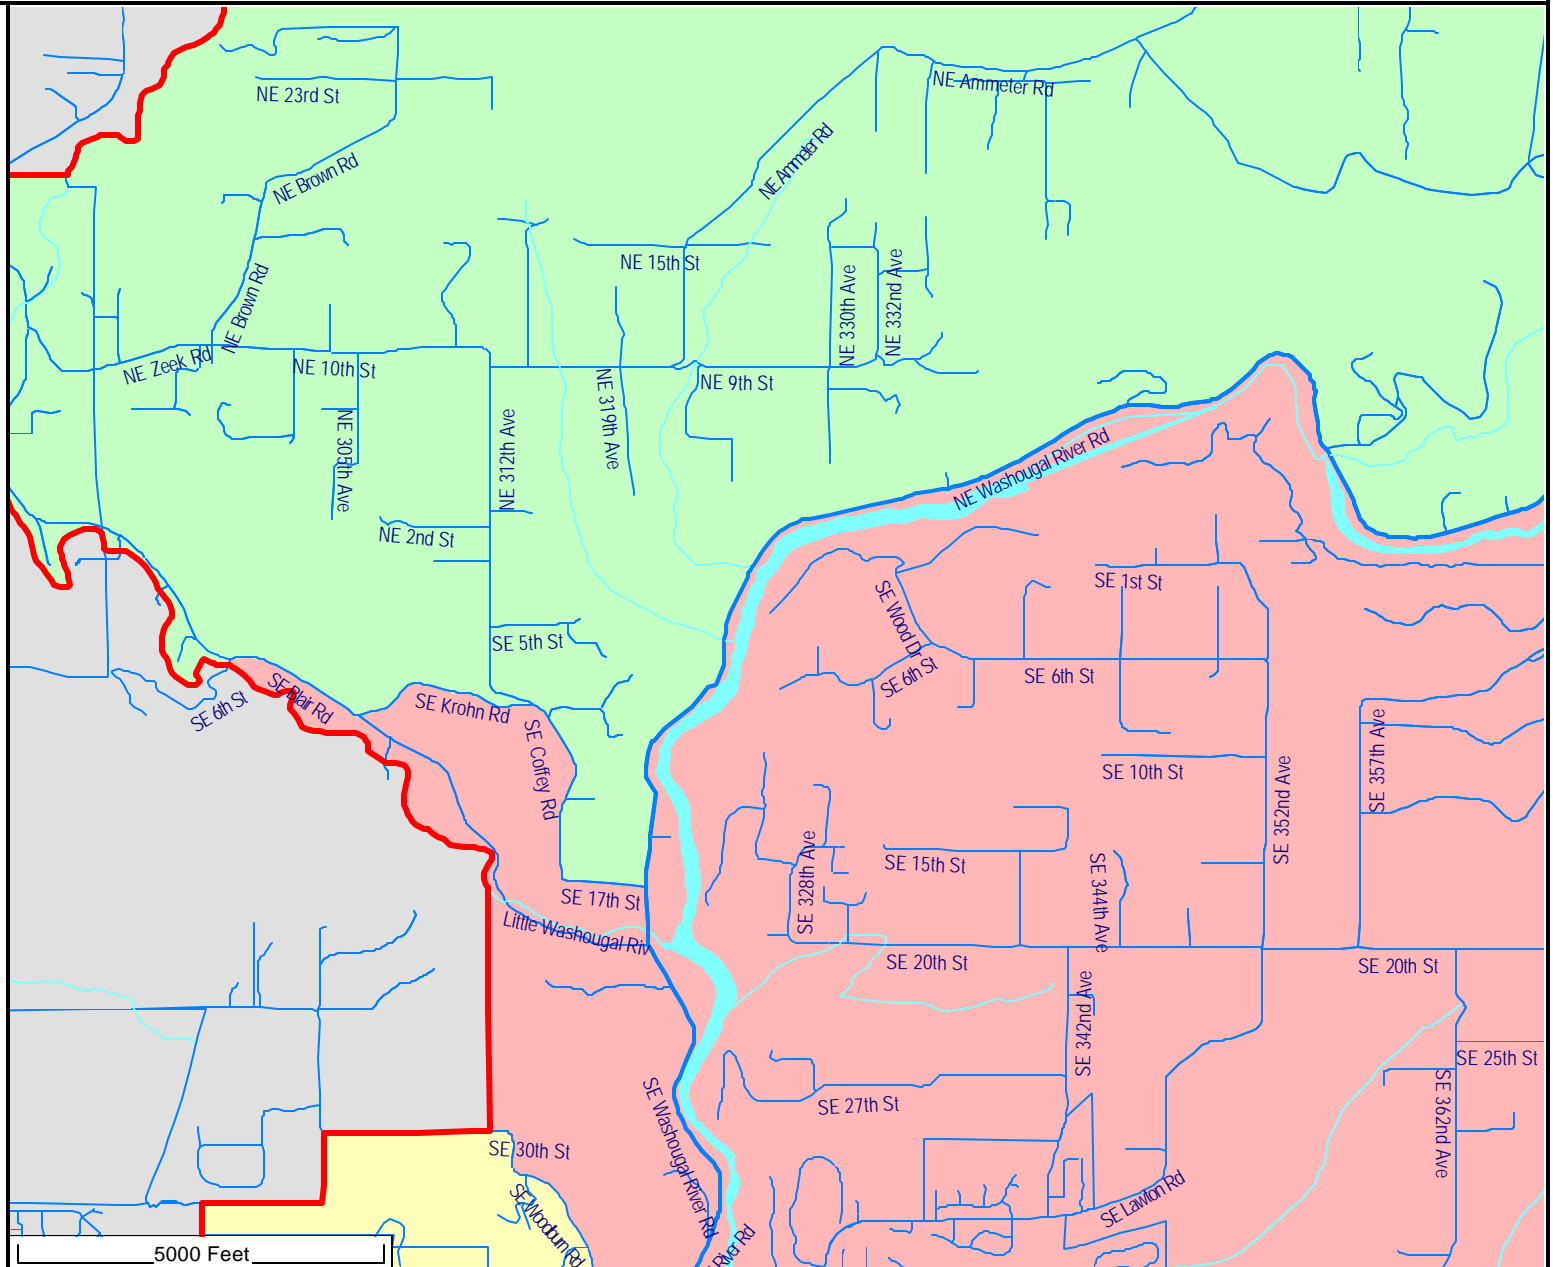 NE 23rd St
NE Ammeter Rd
NE Ammeter Rd
NE Brown Rd
NE 15th St
NE 330th Ave
NE 332nd Ave
NE Brown Rd
NE Zeek Rd
NE 10th St
NE 9th St
NE 319th Ave
NE 305th Ave
NE 312th Ave
NE Washougal River Rd
NE 2nd St
SE 1st St
SE Wood Dr
SE 5th St
SE 6th St
SE 6th St
SE 6th St
SE Blair Rd
SE Krohn Rd
SE Coffey Rd
SE 357th Ave
SE 10th St
SE 352nd Ave
SE 328th Ave
SE 15th St
SE 344th Ave
SE 17th St
Little Washougal Riv
SE 20th St
SE 20th St
SE 342nd Ave
SE 25th St
SE 362nd Ave
SE 27th St
SE Washougal River Rd
SE 30th St
SE Woodburn Rd
SE Lawton Rd
River Rd
5000 Feet